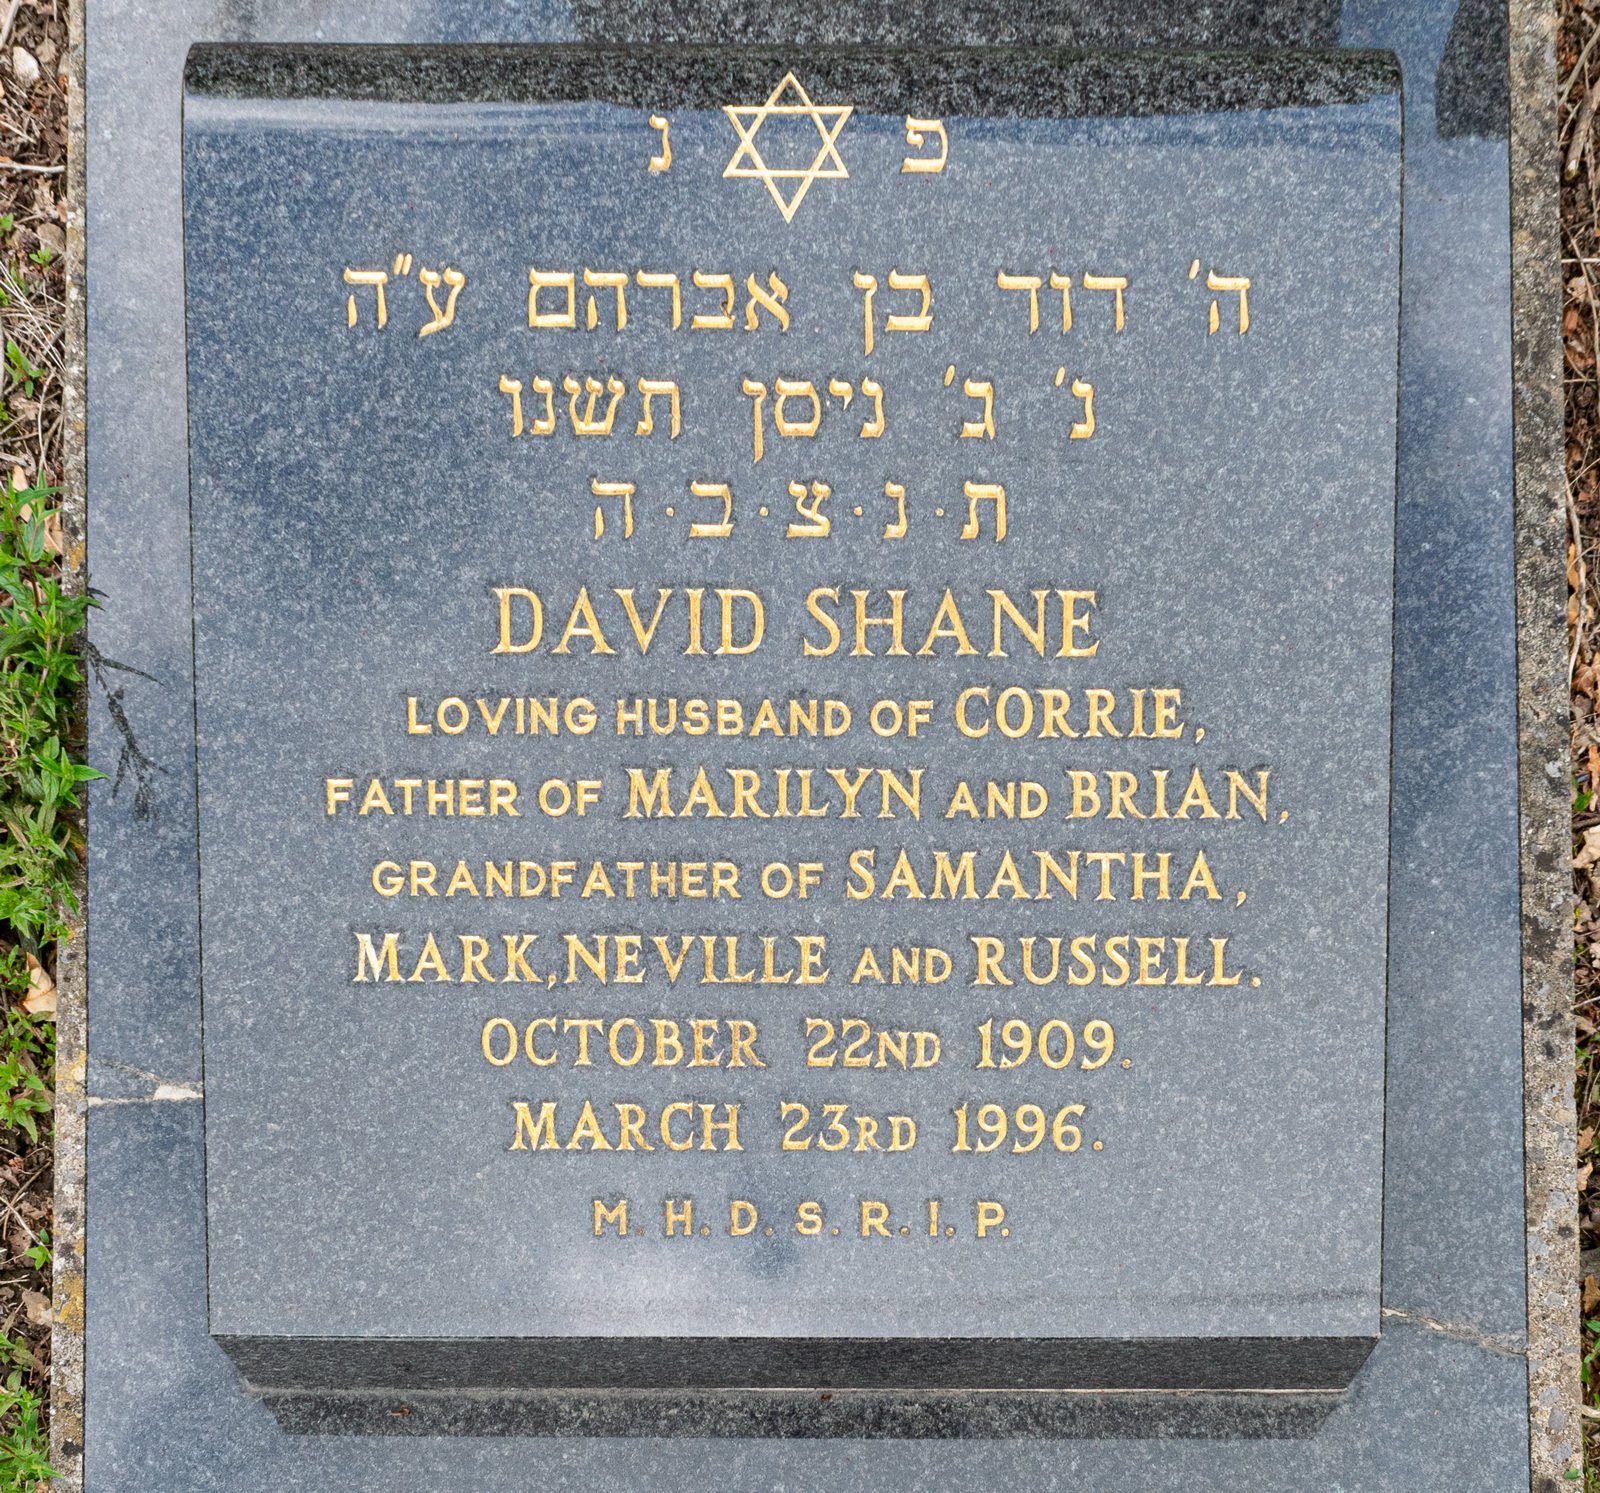 פ נ
ה' דוד בן אברהם ע"ה
נ' ג' ניסן תשנו
ת·נ·צ·ב·ה
DAVID SHANE
LOVING HUSBAND OF CORRIE,
FATHER OF MARILYN AND BRIAN,
GRANDFATHER OF SAMANTHA,
MARK, NEVILLE AND RUSSELL.
OCTOBER 22ND 1909.
MARCH 23RD 1996.
M. H. D. S. R. I. P.